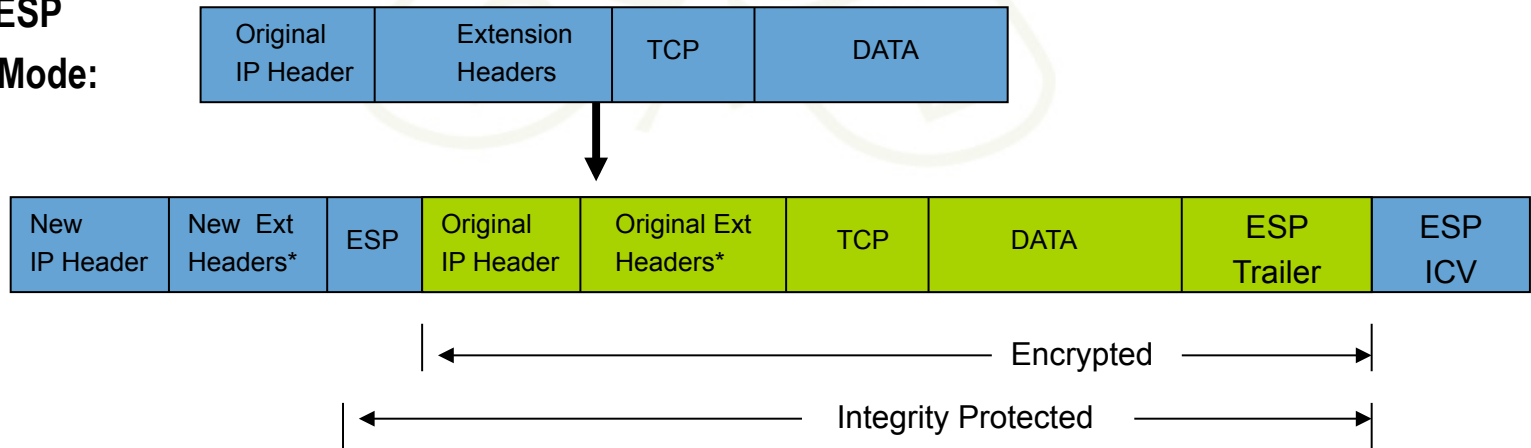 ESP
Mode:
Original
IP Header
Extension
Headers
TCP
DATA
New
IP Header
New Ext
Headers*
ESP
Original
IP Header
Original Ext
Headers*
TCP
DATA
ESP
Trailer
ESP
ICV
Encrypted
Integrity Protected